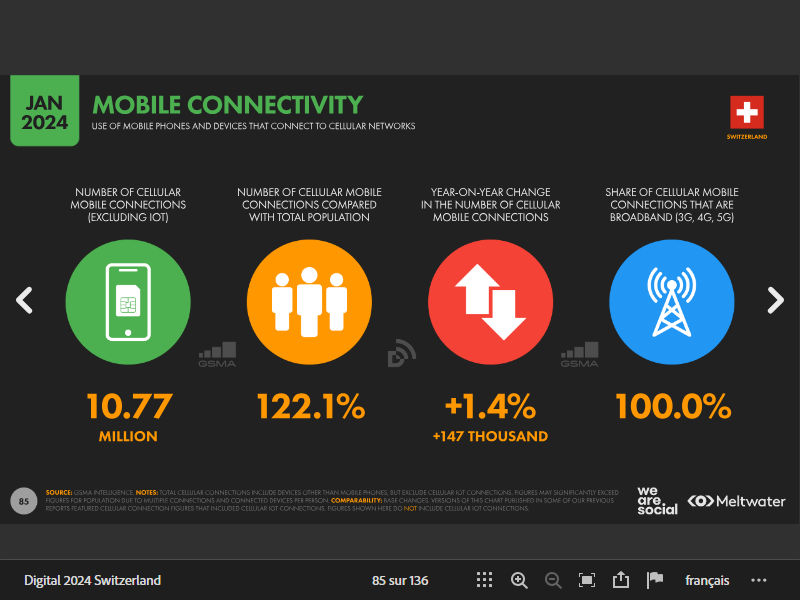 JAN
2024
MOBILE CONNECTIVITY
USE OF MOBILE PHONES AND DEVICES THAT CONNECT TO CELLULAR NETWORKS
SWITZERLAND
NUMBER OF CELLULAR
MOBILE CONNECTIONS
(EXCLUDING IOT)
NUMBER OF CELLULAR MOBILE
CONNECTIONS COMPARED
WITH TOTAL POPULATION
YEAR-ON-YEAR CHANGE
IN THE NUMBER OF CELLULAR
MOBILE CONNECTIONS
SHARE OF CELLULAR MOBILE
CONNECTIONS THAT ARE
BROADBAND (3G, 4G, 5G)
GSMA
GSMA
10.77
MILLION
122.1%
+1.4%
+147 THOUSAND
100.0%
85
SOURCE: GSMA INTELLIGENCE. NOTES: TOTAL CELLULAR CONNECTIONS INCLUDE DEVICES OTHER THAN MOBILE PHONES, BUT EXCLUDE CELLULAR IOT CONNECTIONS. FIGURES MAY SIGNIFICANTLY EXCEED
FIGURES FOR POPULATION DUE TO MULTIPLE CONNECTIONS AND CONNECTED DEVICES PER PERSON. COMPARABILITY: BASE CHANGES. VERSIONS OF THIS CHART PUBLISHED IN SOME OF OUR PREVIOUS
REPORTS FEATURED CELLULAR CONNECTION FIGURES THAT INCLUDED CELLULAR IOT CONNECTIONS. FIGURES SHOWN HERE DO NOT INCLUDE CELLULAR IOT CONNECTIONS.
we
are.
social
Meltwater
Digital 2024 Switzerland
85 sur 136
français